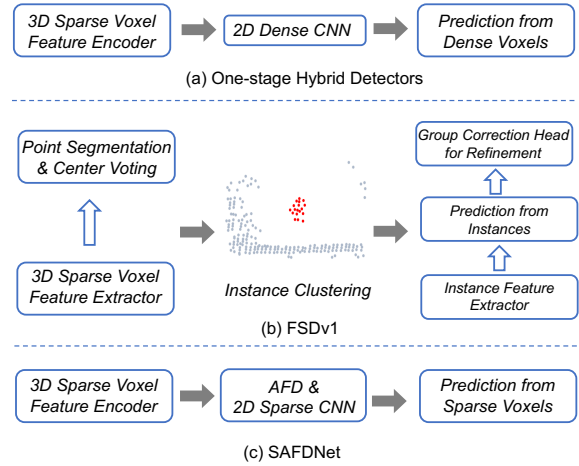 3D Sparse Voxel
Feature Encoder
2D Dense CNN
Prediction from
Dense Voxels
(a) One-stage Hybrid Detectors
Point Segmentation
& Center Voting
3D Sparse Voxel
Feature Extractor
Instance Clustering
Group Correction Head
for Refinement
Prediction from
Instances
Instance Feature
Extractor
(b) FSDv1
3D Sparse Voxel
Feature Encoder
AFD &
2D Sparse CNN
Prediction from
Sparse Voxels
(c) SAFDNet